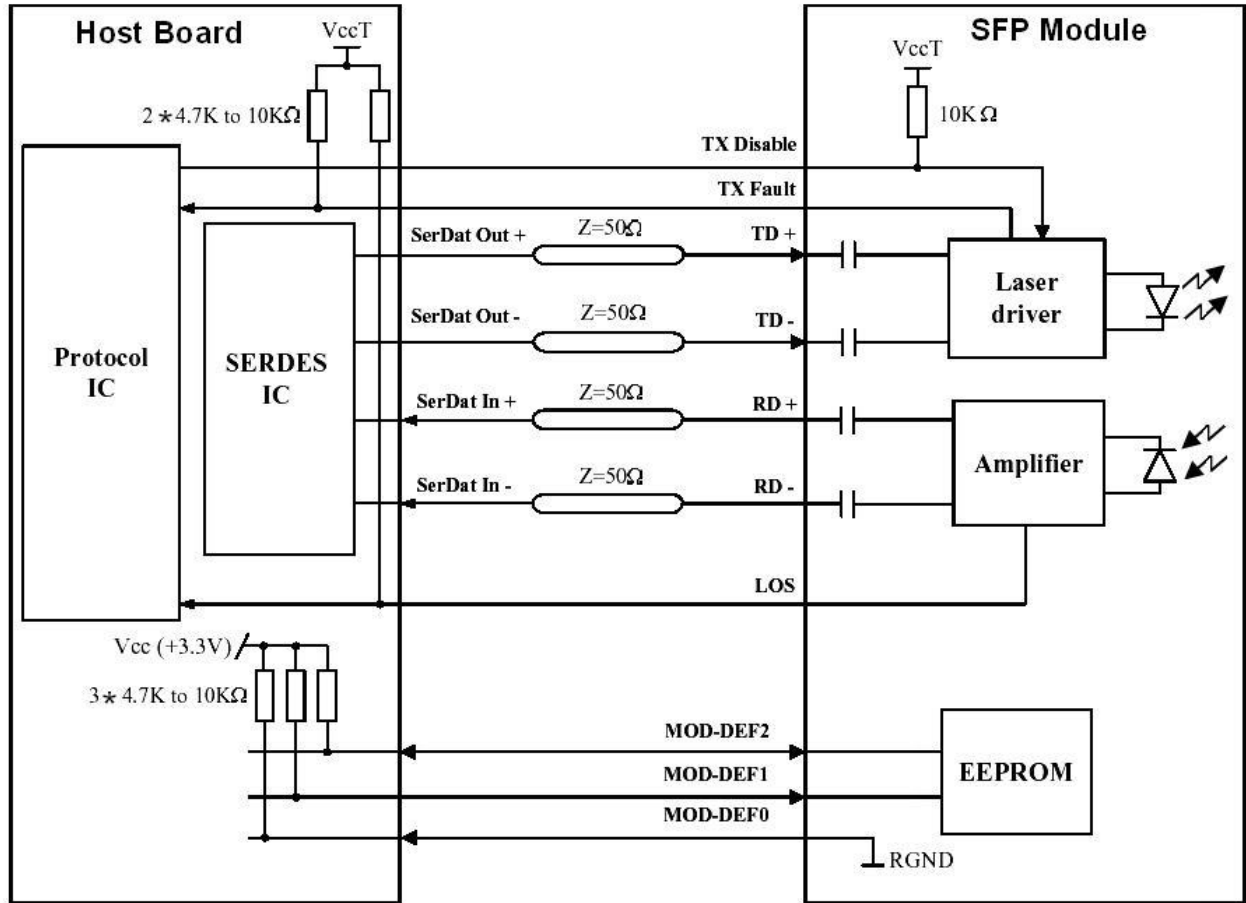 Host Board
SFP Module
VccT
VccT
2*4.7K to 10KΩ
10KΩ
TX Disable
TX Fault
SerDat Out +
Z=50Ω
TD +
Laser
driver
SerDat Out -
Z=50Ω
TD -
Protocol
IC
SERDES
IC
SerDat In +
Z=50Ω
RD +
Amplifier
SerDat In -
Z=50Ω
RD -
LOS
Vcc (+3.3V)
3* 4.7K to 10KΩ
MOD-DEF2
MOD-DEF1
MOD-DEF0
EEPROM
RGND